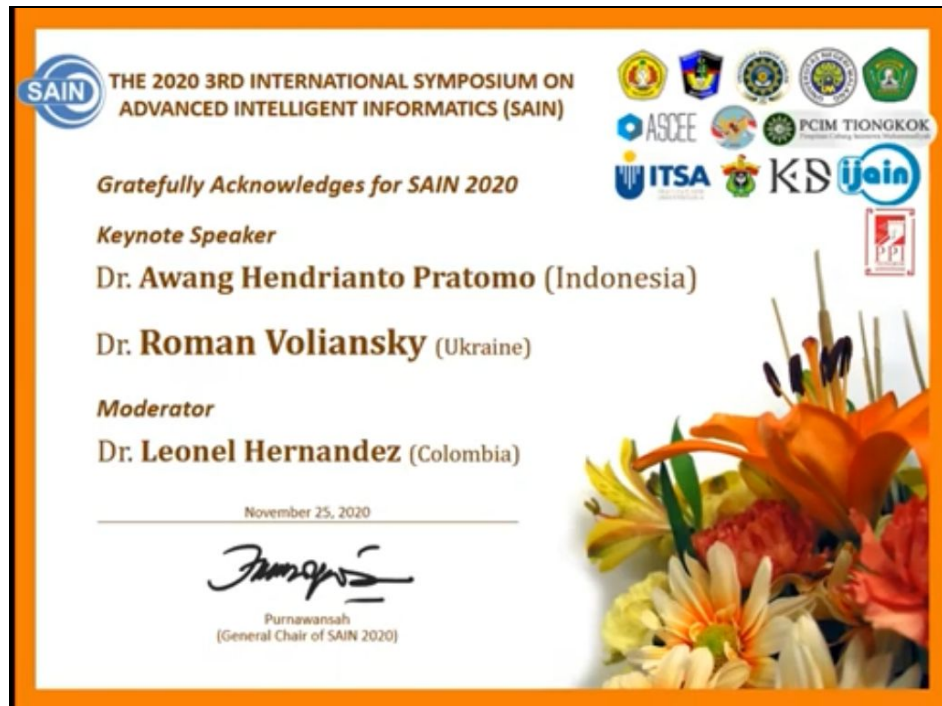 SAIN
THE 2020 3RD INTERNATIONAL SYMPOSIUM ON
ADVANCED INTELLIGENT INFORMATICS (SAIN)
ASCEE
PCIM TIONGKOK
ITSA
KDS
ijain
PPI
Gratefully Acknowledges for SAIN 2020
Keynote Speaker
Dr. Awang Hendrianto Pratomo (Indonesia)
Dr. Roman Voliansky (Ukraine)
Moderator
Dr. Leonel Hernandez (Colombia)
November 25, 2020
Purnawansah
(General Chair of SAIN 2020)